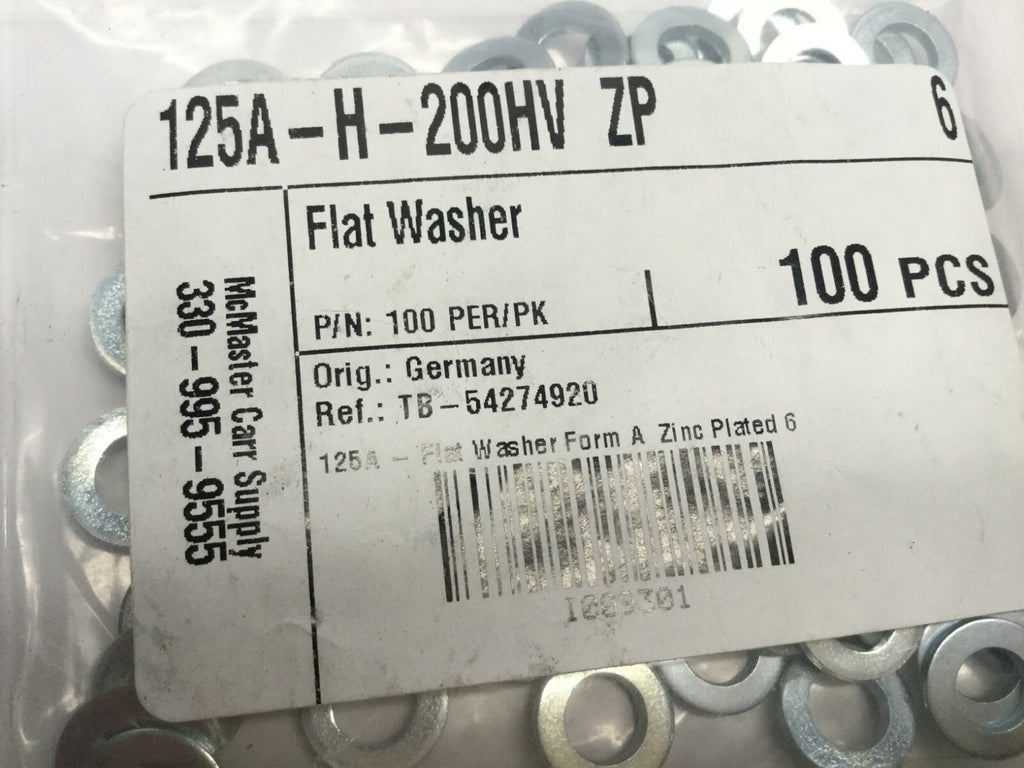 125A-H-200HV ZP 6
Flat Washer
100 PCS
P/N: 100 PER/PK
Orig.: Germany
Ref.: TB-54274920
125A - Flat Washer Form A Zinc Plated 6
McMaster Carr Supply
330-995-9555